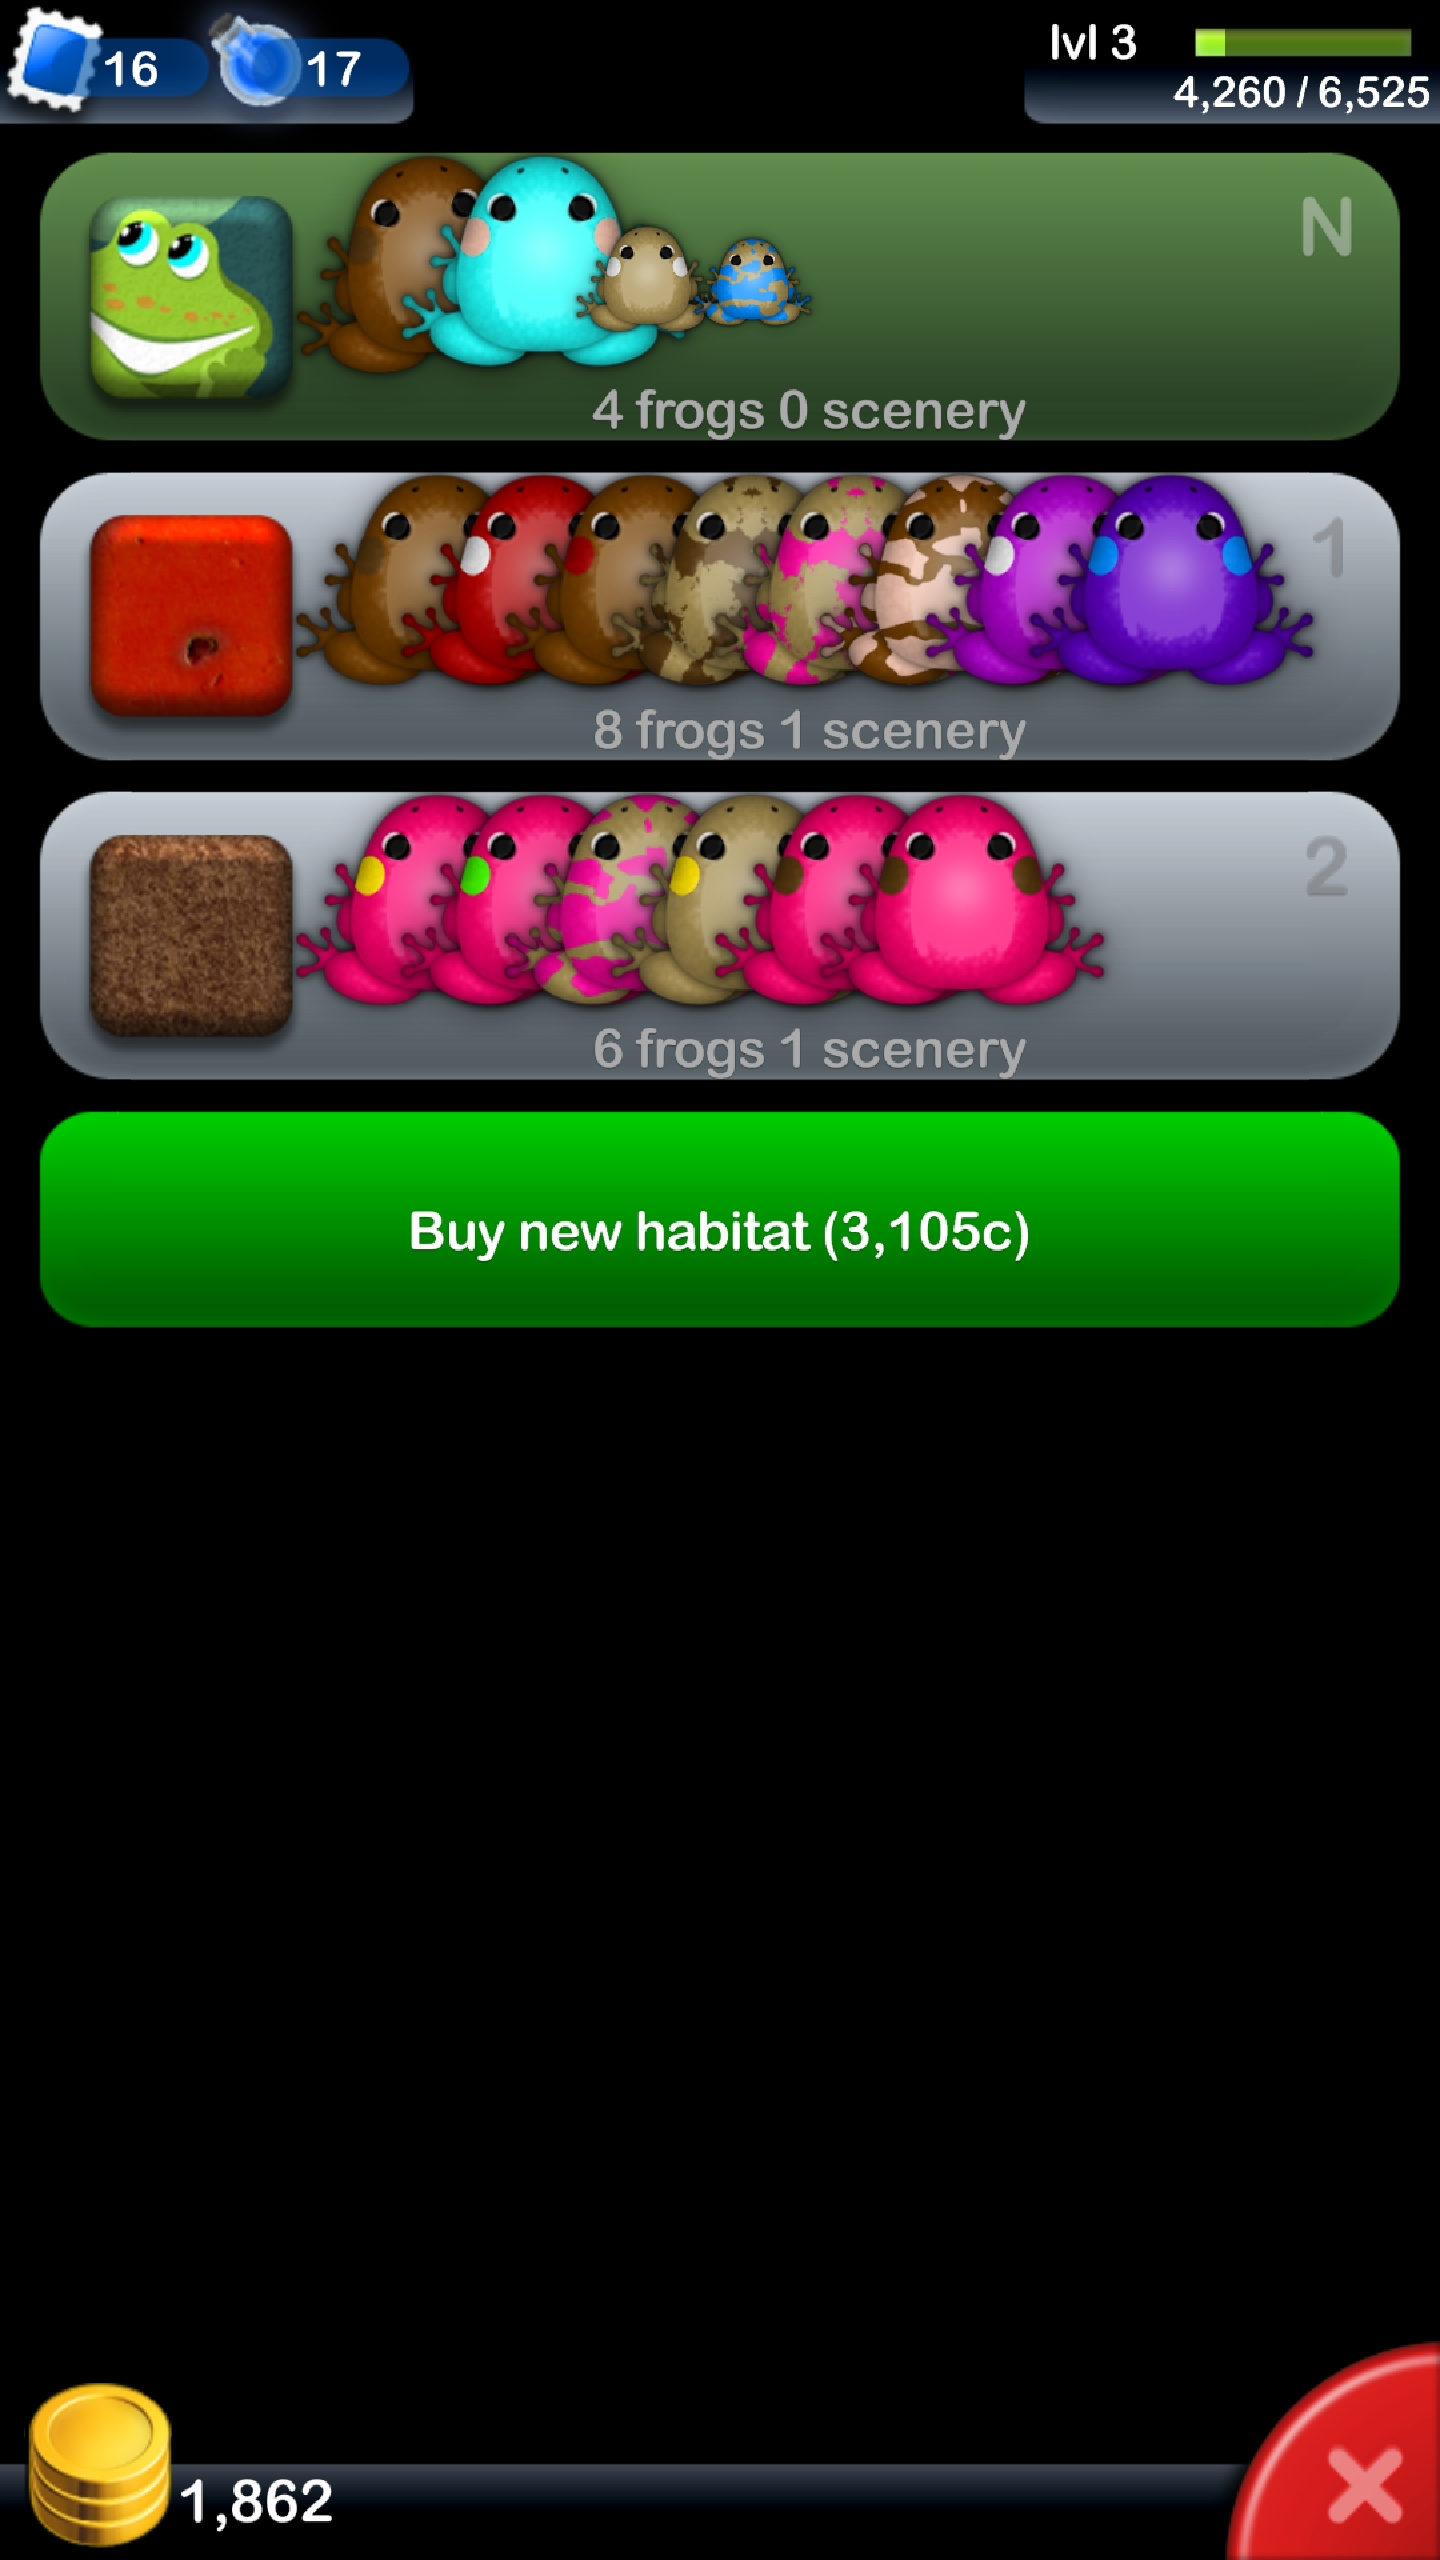 16 17 lvl 3
4,260 / 6,525
N
4 frogs 0 scenery
1
8 frogs 1 scenery
2
6 frogs 1 scenery
Buy new habitat (3,105c)
1,862